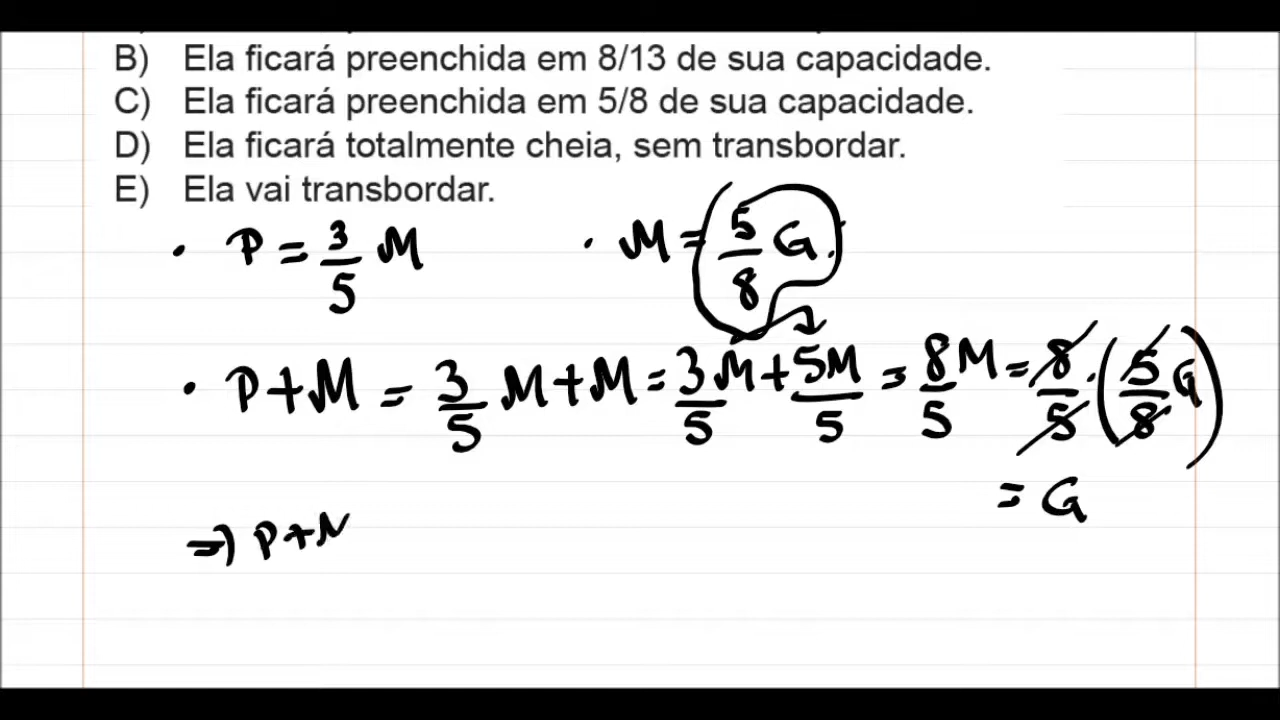 B) Ela ficará preenchida em 8/13 de sua capacidade.
C) Ela ficará preenchida em 5/8 de sua capacidade.
D) Ela ficará totalmente cheia, sem transbordar.
E) Ela vai transbordar.
· P = 3/5 M · M = (5/8 G.
· P + M = 3/5 M + M = 3M/5 + 5M/5 = 8M/5 = 8/5 · (5/8 G)
= G
=> P + M